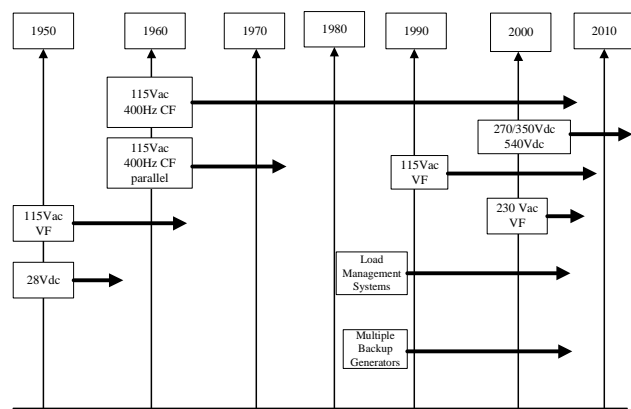 1950
1960
1970
1980
1990
2000
2010
115Vac
400Hz CF
270/350Vdc
540Vdc
115Vac
400Hz CF
parallel
115Vac
VF
115Vac
VF
230 Vac
VF
28Vdc
Load
Management
Systems
Multiple
Backup
Generators